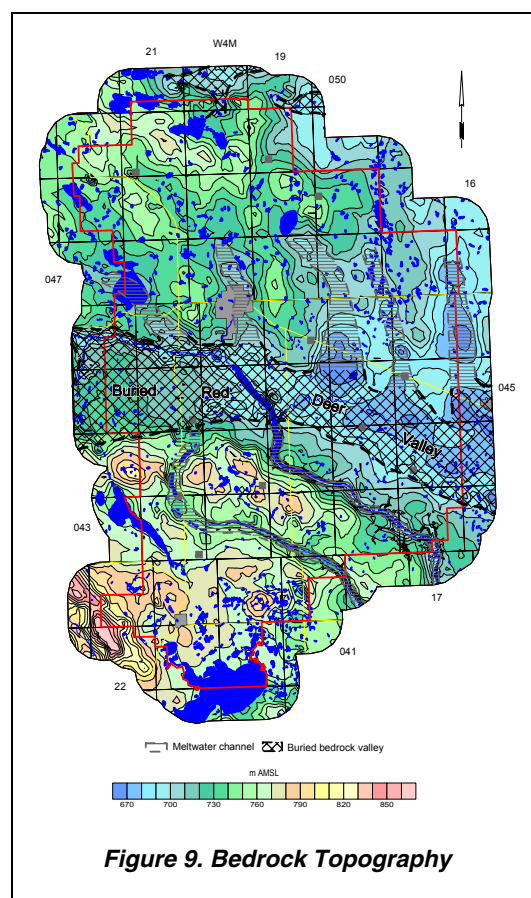 W4M
21
19
050
16
047
045
Buried Red Deer Valley
043
17
041
22
Meltwater channel Buried bedrock valley
m AMSL
670 700 730 760 790 820 850
Figure 9. Bedrock Topography